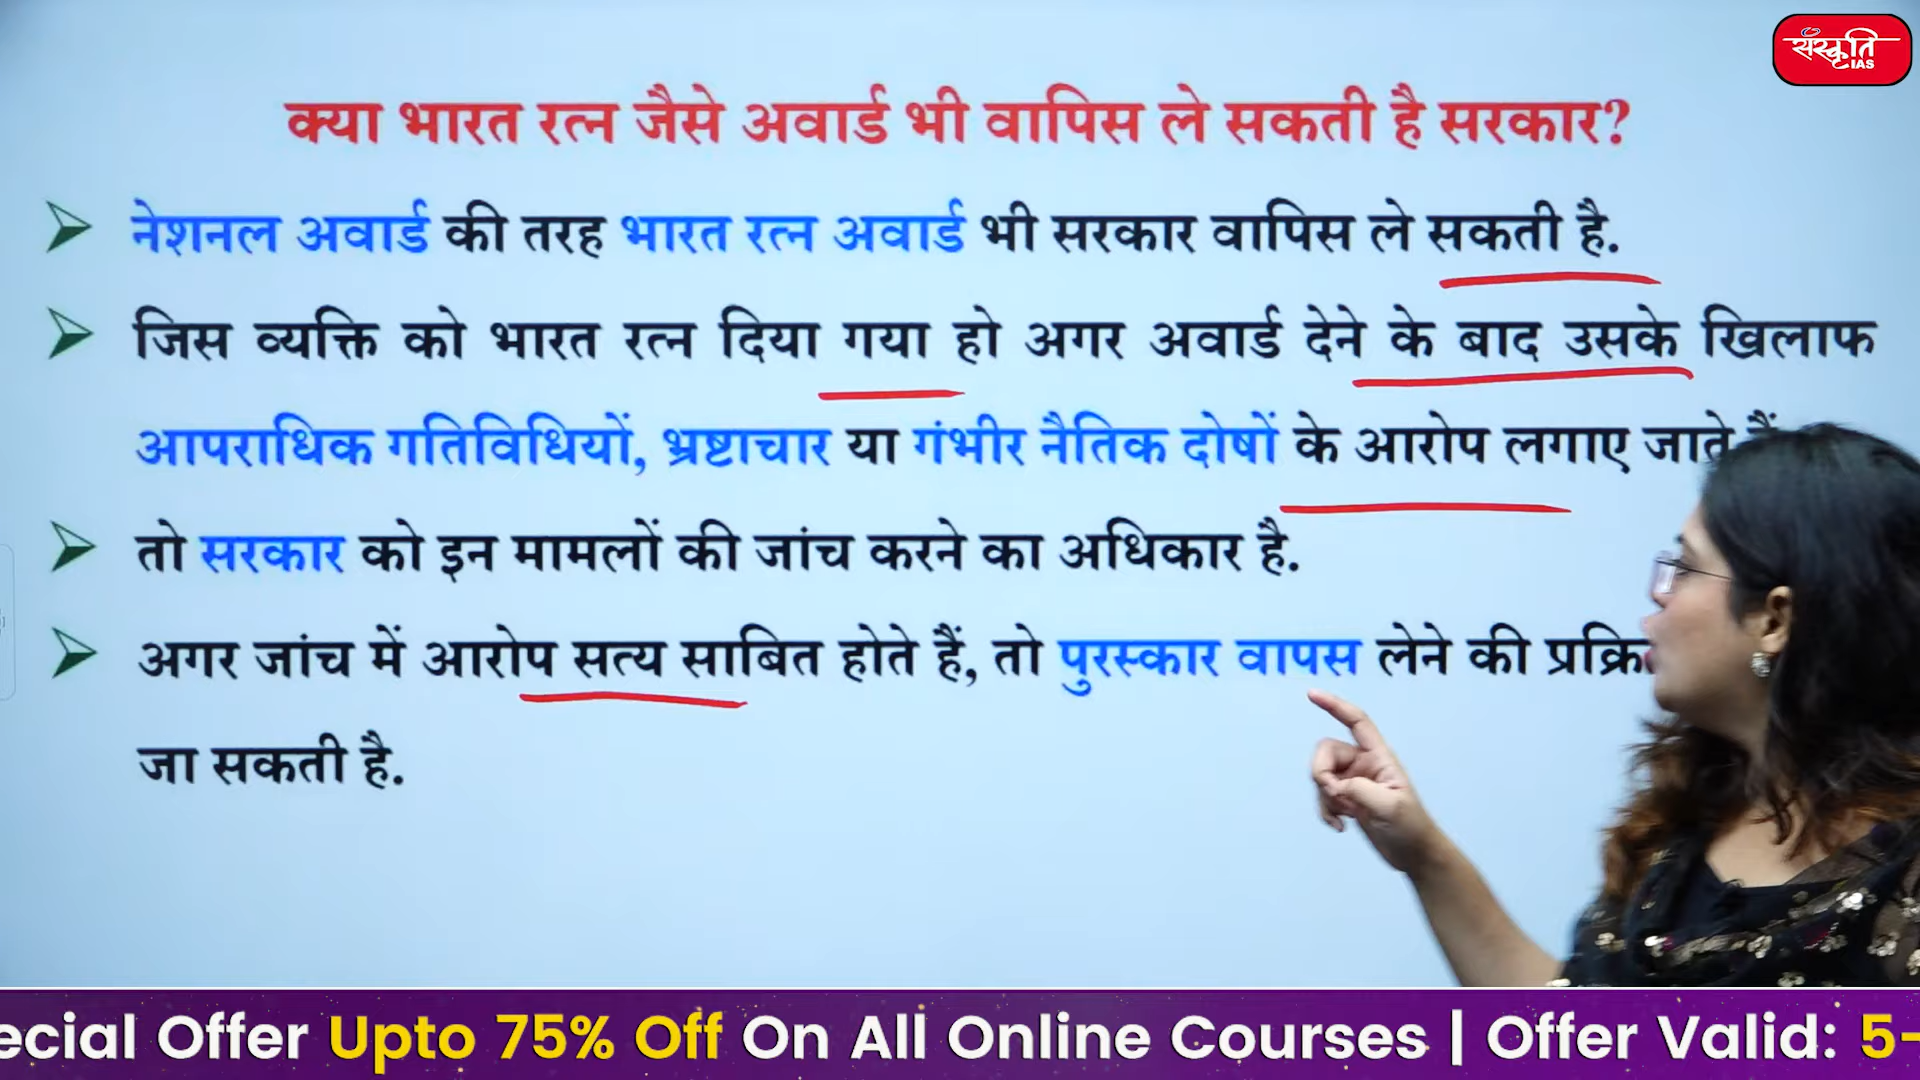 संस्कृति
IAS
क्या भारत रत्न जैसे अवार्ड भी वापिस ले सकती है सरकार?
नेशनल अवार्ड की तरह भारत रत्न अवार्ड भी सरकार वापिस ले सकती है.
जिस व्यक्ति को भारत रत्न दिया गया हो अगर अवार्ड देने के बाद उसके खिलाफ
आपराधिक गतिविधियों, भ्रष्टाचार या गंभीर नैतिक दोषों के आरोप लगाए जाते
तो सरकार को इन मामलों की जांच करने का अधिकार है.
अगर जांच में आरोप सत्य साबित होते हैं, तो पुरस्कार वापस लेने की
जा सकती है.
Offer Upto 75% Off On All Online Courses | Offer Valid: 5-